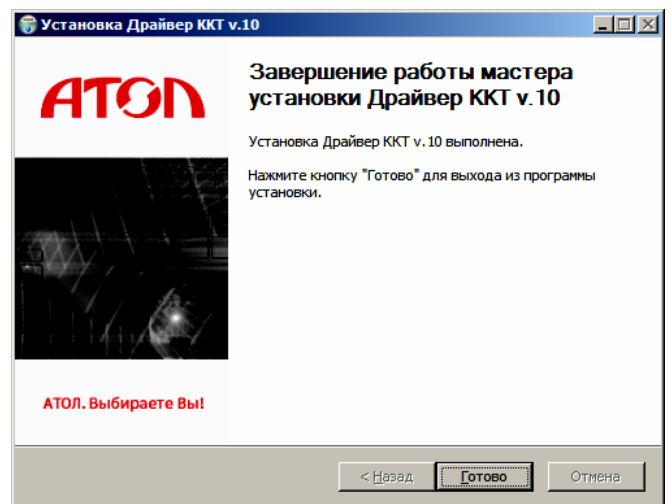 Установка Драйвер ККТ v.10
АТОЛ
Завершение работы мастера
установки Драйвер ККТ v.10
Установка Драйвер ККТ v.10 выполнена.
Нажмите кнопку "Готово" для выхода из программы
установки.
АТОЛ. Выбираете Вы!
< Назад
Готово
Отмена